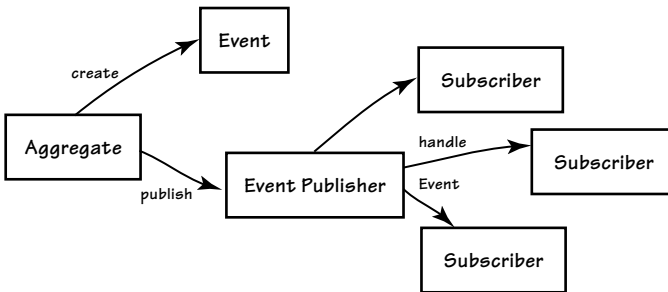 Event
create
Subscriber
Aggregate
handle
Subscriber
Event Publisher
Event
publish
Subscriber